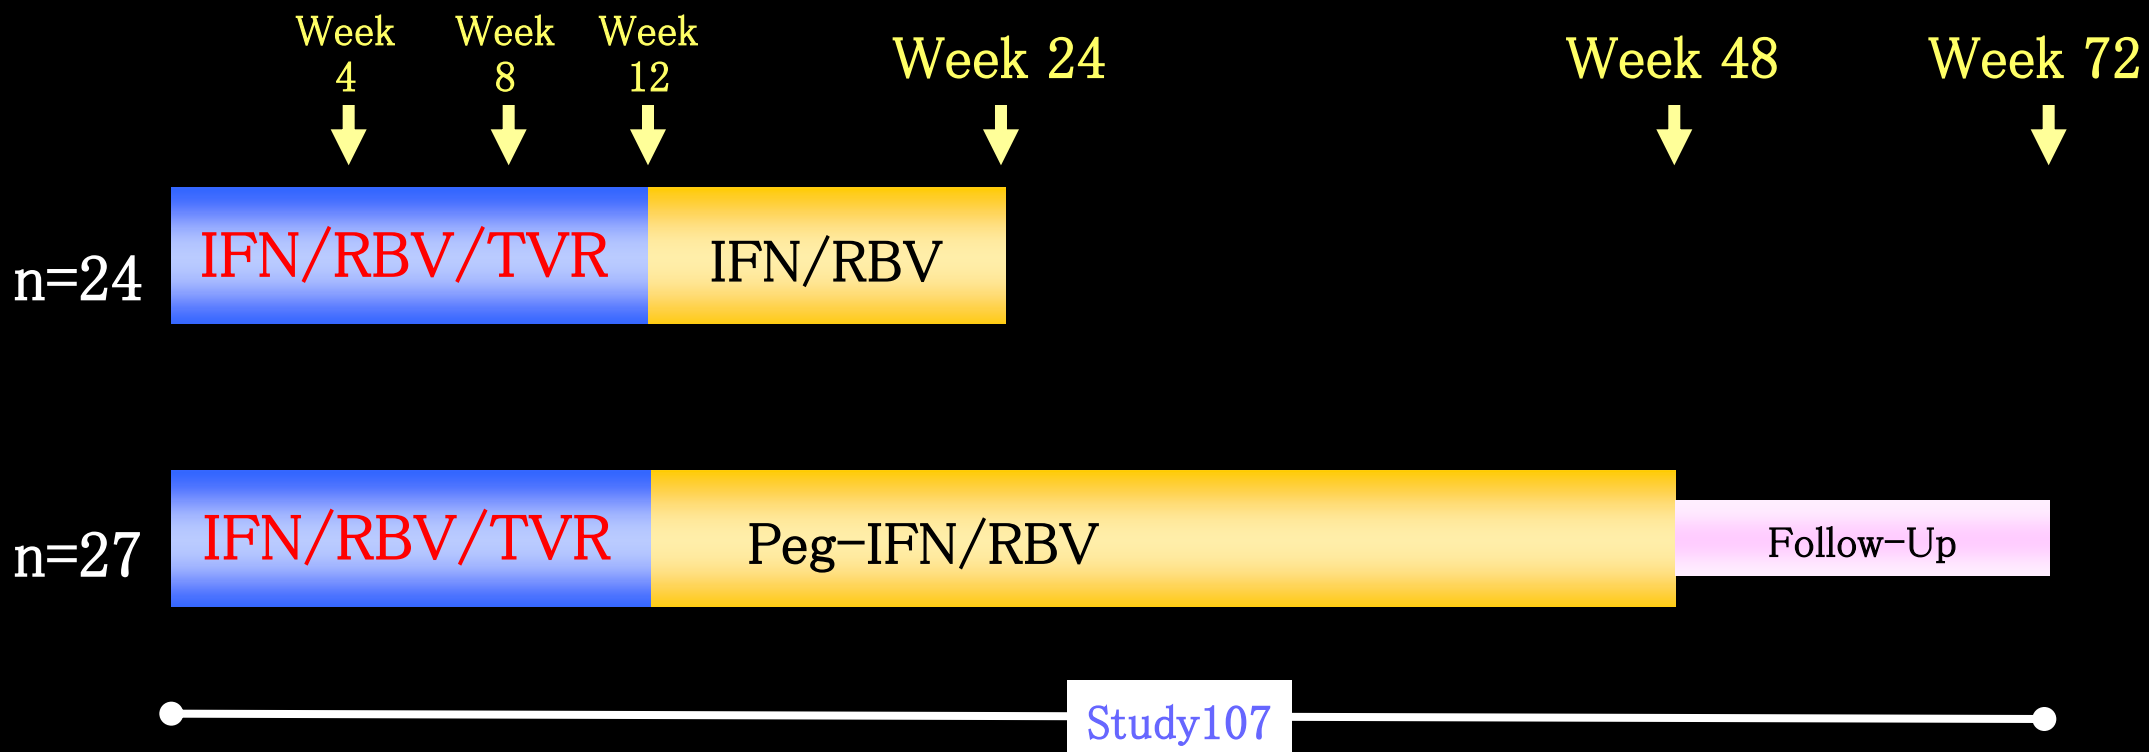 Week
4
Week
8
Week
12
Week 24
Week 48
Week 72
n=24
IFN/RBV/TVR
IFN/RBV
n=27
IFN/RBV/TVR
Peg-IFN/RBV
Follow-Up
Study107